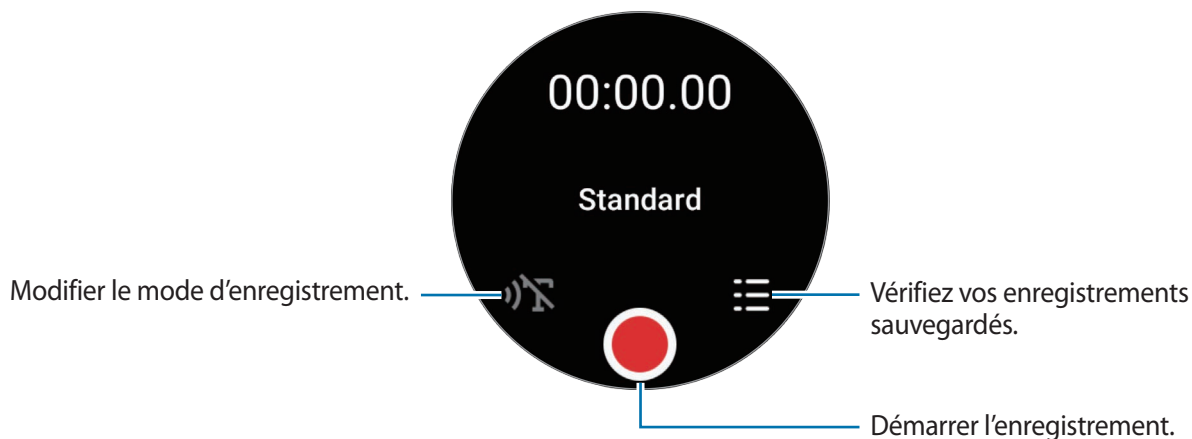 00:00.00
Standard
Modifier le mode d'enregistrement.
Vérifiez vos enregistrements
sauvegardés.
Démarrer l'enregistrement.